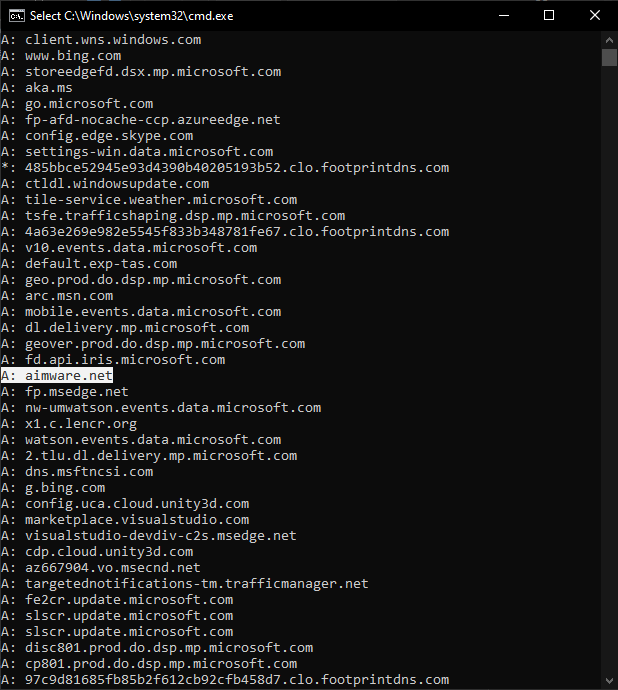 Select C:\Windows\system32\cmd.exe
A: client.wns.windows.com
A: www.bing.com
A: storeedgefd.dsx.mp.microsoft.com
A: aka.ms
A: go.microsoft.com
A: fp-afd-nocache-ccp.azureedge.net
A: config.edge.skype.com
A: settings-win.data.microsoft.com
*: 485bbce52945e93d4390b40205193b52.clo.footprintdns.com
A: ctldl.windowsupdate.com
A: tile-service.weather.microsoft.com
A: tsfe.trafficshaping.dsp.mp.microsoft.com
A: 4a63e269e982e5545f833b348781fe67.clo.footprintdns.com
A: v10.events.data.microsoft.com
A: default.exp-tas.com
A: geo.prod.do.dsp.mp.microsoft.com
A: arc.msn.com
A: mobile.events.data.microsoft.com
A: dl.delivery.mp.microsoft.com
A: geover.prod.do.dsp.mp.microsoft.com
A: fd.api.iris.microsoft.com
A: aimware.net
A: fp.msedge.net
A: nw-umwatson.events.data.microsoft.com
A: x1.c.lencr.org
A: watson.events.data.microsoft.com
A: 2.tlu.dl.delivery.mp.microsoft.com
A: dns.msftncsi.com
A: g.bing.com
A: config.uca.cloud.unity3d.com
A: marketplace.visualstudio.com
A: visualstudio-devdiv-c2s.msedge.net
A: cdp.cloud.unity3d.com
A: az667904.vo.msecnd.net
A: targetednotifications-tm.trafficmanager.net
A: fe2cr.update.microsoft.com
A: slscr.update.microsoft.com
A: slscr.update.microsoft.com
A: disc801.prod.do.dsp.mp.microsoft.com
A: cp801.prod.do.dsp.mp.microsoft.com
A: 97c9d81685fb85b2f612cb92cfb458d7.clo.footprintdns.com